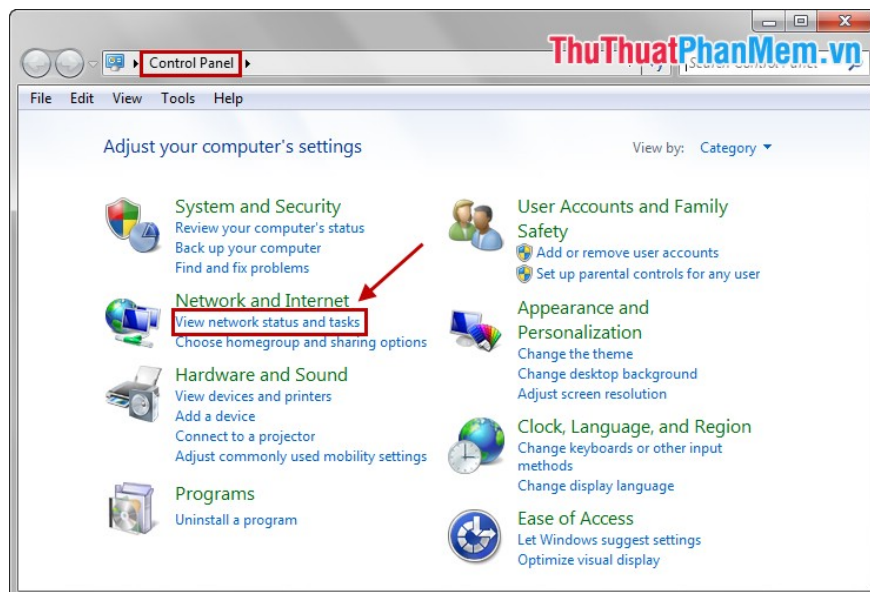 Control Panel
ThuThuatPhanMem.vn
Search Control Panel
File Edit View Tools Help
Adjust your computer's settings
View by: Category
System and Security
Review your computer's status
Back up your computer
Find and fix problems
Network and Internet
View network status and tasks
Choose homegroup and sharing options
Hardware and Sound
View devices and printers
Add a device
Connect to a projector
Adjust commonly used mobility settings
Programs
Uninstall a program
User Accounts and Family
Safety
Add or remove user accounts
Set up parental controls for any user
Appearance and
Personalization
Change the theme
Change desktop background
Adjust screen resolution
Clock, Language, and Region
Change keyboards or other input
methods
Change display language
Ease of Access
Let Windows suggest settings
Optimize visual display